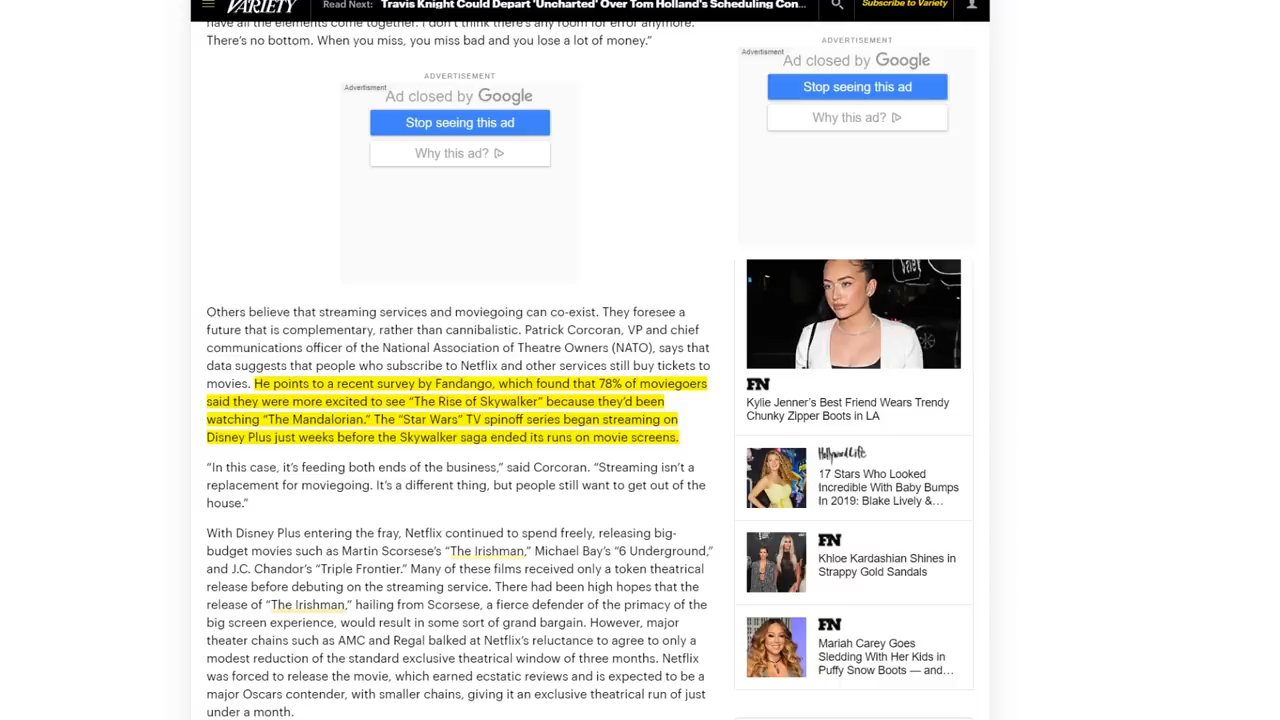 VARIETY
Read Next: Travis Knight Could Depart 'Uncharted' Over Tom Holland's Scheduling Con...
Subscribe to Variety
have all the elements come together. I don't think there's any room for error anymore.
There's no bottom. When you miss, you miss bad and you lose a lot of money."
ADVERTISEMENT
Advertisment
Ad closed by Google
Stop seeing this ad
Why this ad?
Others believe that streaming services and moviegoing can co-exist. They foresee a
future that is complementary, rather than cannibalistic. Patrick Corcoran, VP and chief
communications officer of the National Association of Theatre Owners (NATO), says that
data suggests that people who subscribe to Netflix and other services still buy tickets to
movies. He points to a recent survey by Fandango, which found that 78% of moviegoers
said they were more excited to see “The Rise of Skywalker” because they’d been
watching “The Mandalorian.” The “Star Wars” TV spinoff series began streaming on
Disney Plus just weeks before the Skywalker saga ended its runs on movie screens.
“In this case, it’s feeding both ends of the business,” said Corcoran. “Streaming isn’t a
replacement for moviegoing. It’s a different thing, but people still want to get out of the
house.”
With Disney Plus entering the fray, Netflix continued to spend freely, releasing big-
budget movies such as Martin Scorsese’s “The Irishman,” Michael Bay’s “6 Underground,”
and J.C. Chandor’s “Triple Frontier.” Many of these films received only a token theatrical
release before debuting on the streaming service. There had been high hopes that the
release of “The Irishman,” hailing from Scorsese, a fierce defender of the primacy of the
big screen experience, would result in some sort of grand bargain. However, major
theater chains such as AMC and Regal balked at Netflix’s reluctance to agree to only a
modest reduction of the standard exclusive theatrical window of three months. Netflix
was forced to release the movie, which earned ecstatic reviews and is expected to be a
major Oscars contender, with smaller chains, giving it an exclusive theatrical run of just
under a month.
ADVERTISEMENT
Advertisment
Ad closed by Google
Stop seeing this ad
Why this ad?
FN
Kylie Jenner's Best Friend Wears Trendy
Chunky Zipper Boots in LA
HollywoodLife
17 Stars Who Looked
Incredible With Baby Bumps
In 2019: Blake Lively &…
FN
Khloe Kardashian Shines in
Strappy Gold Sandals
FN
Mariah Carey Goes
Sledding With Her Kids in
Puffy Snow Boots — and…